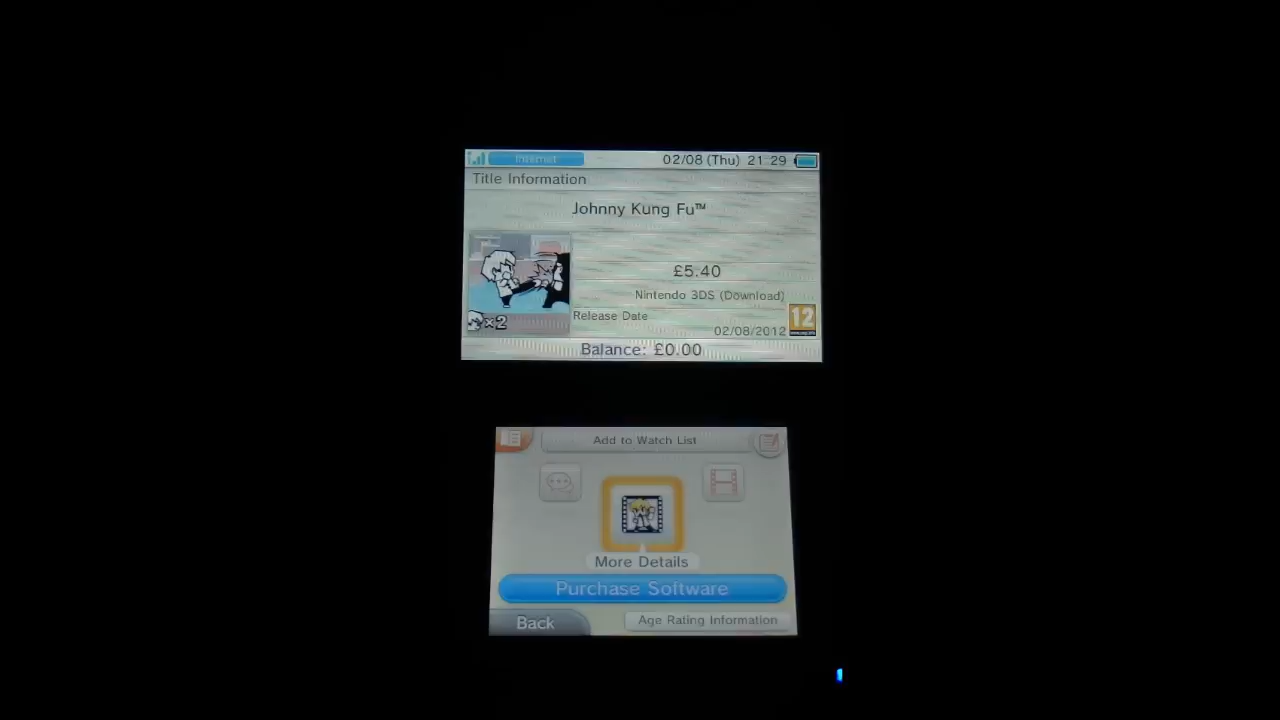 Internet 02/08 (Thu) 21:29
Title Information
Johnny Kung Fu™
£5.40
Nintendo 3DS (Download)
Release Date
02/08/2012
12
×2
Balance: £0.00
Add to Watch List
More Details
Purchase Software
Back
Age Rating Information